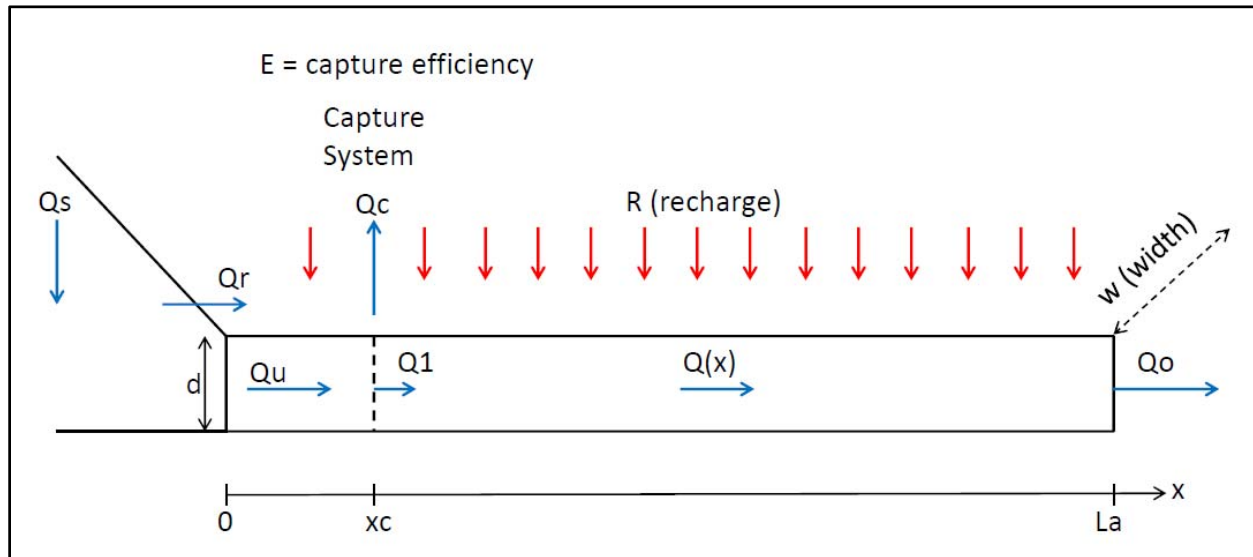 E = capture efficiency
Capture
System
Qs
Qc
R (recharge)
w (width)
Qr
d
Qu
Q1
Q(x)
Qo
0
xc
La
x